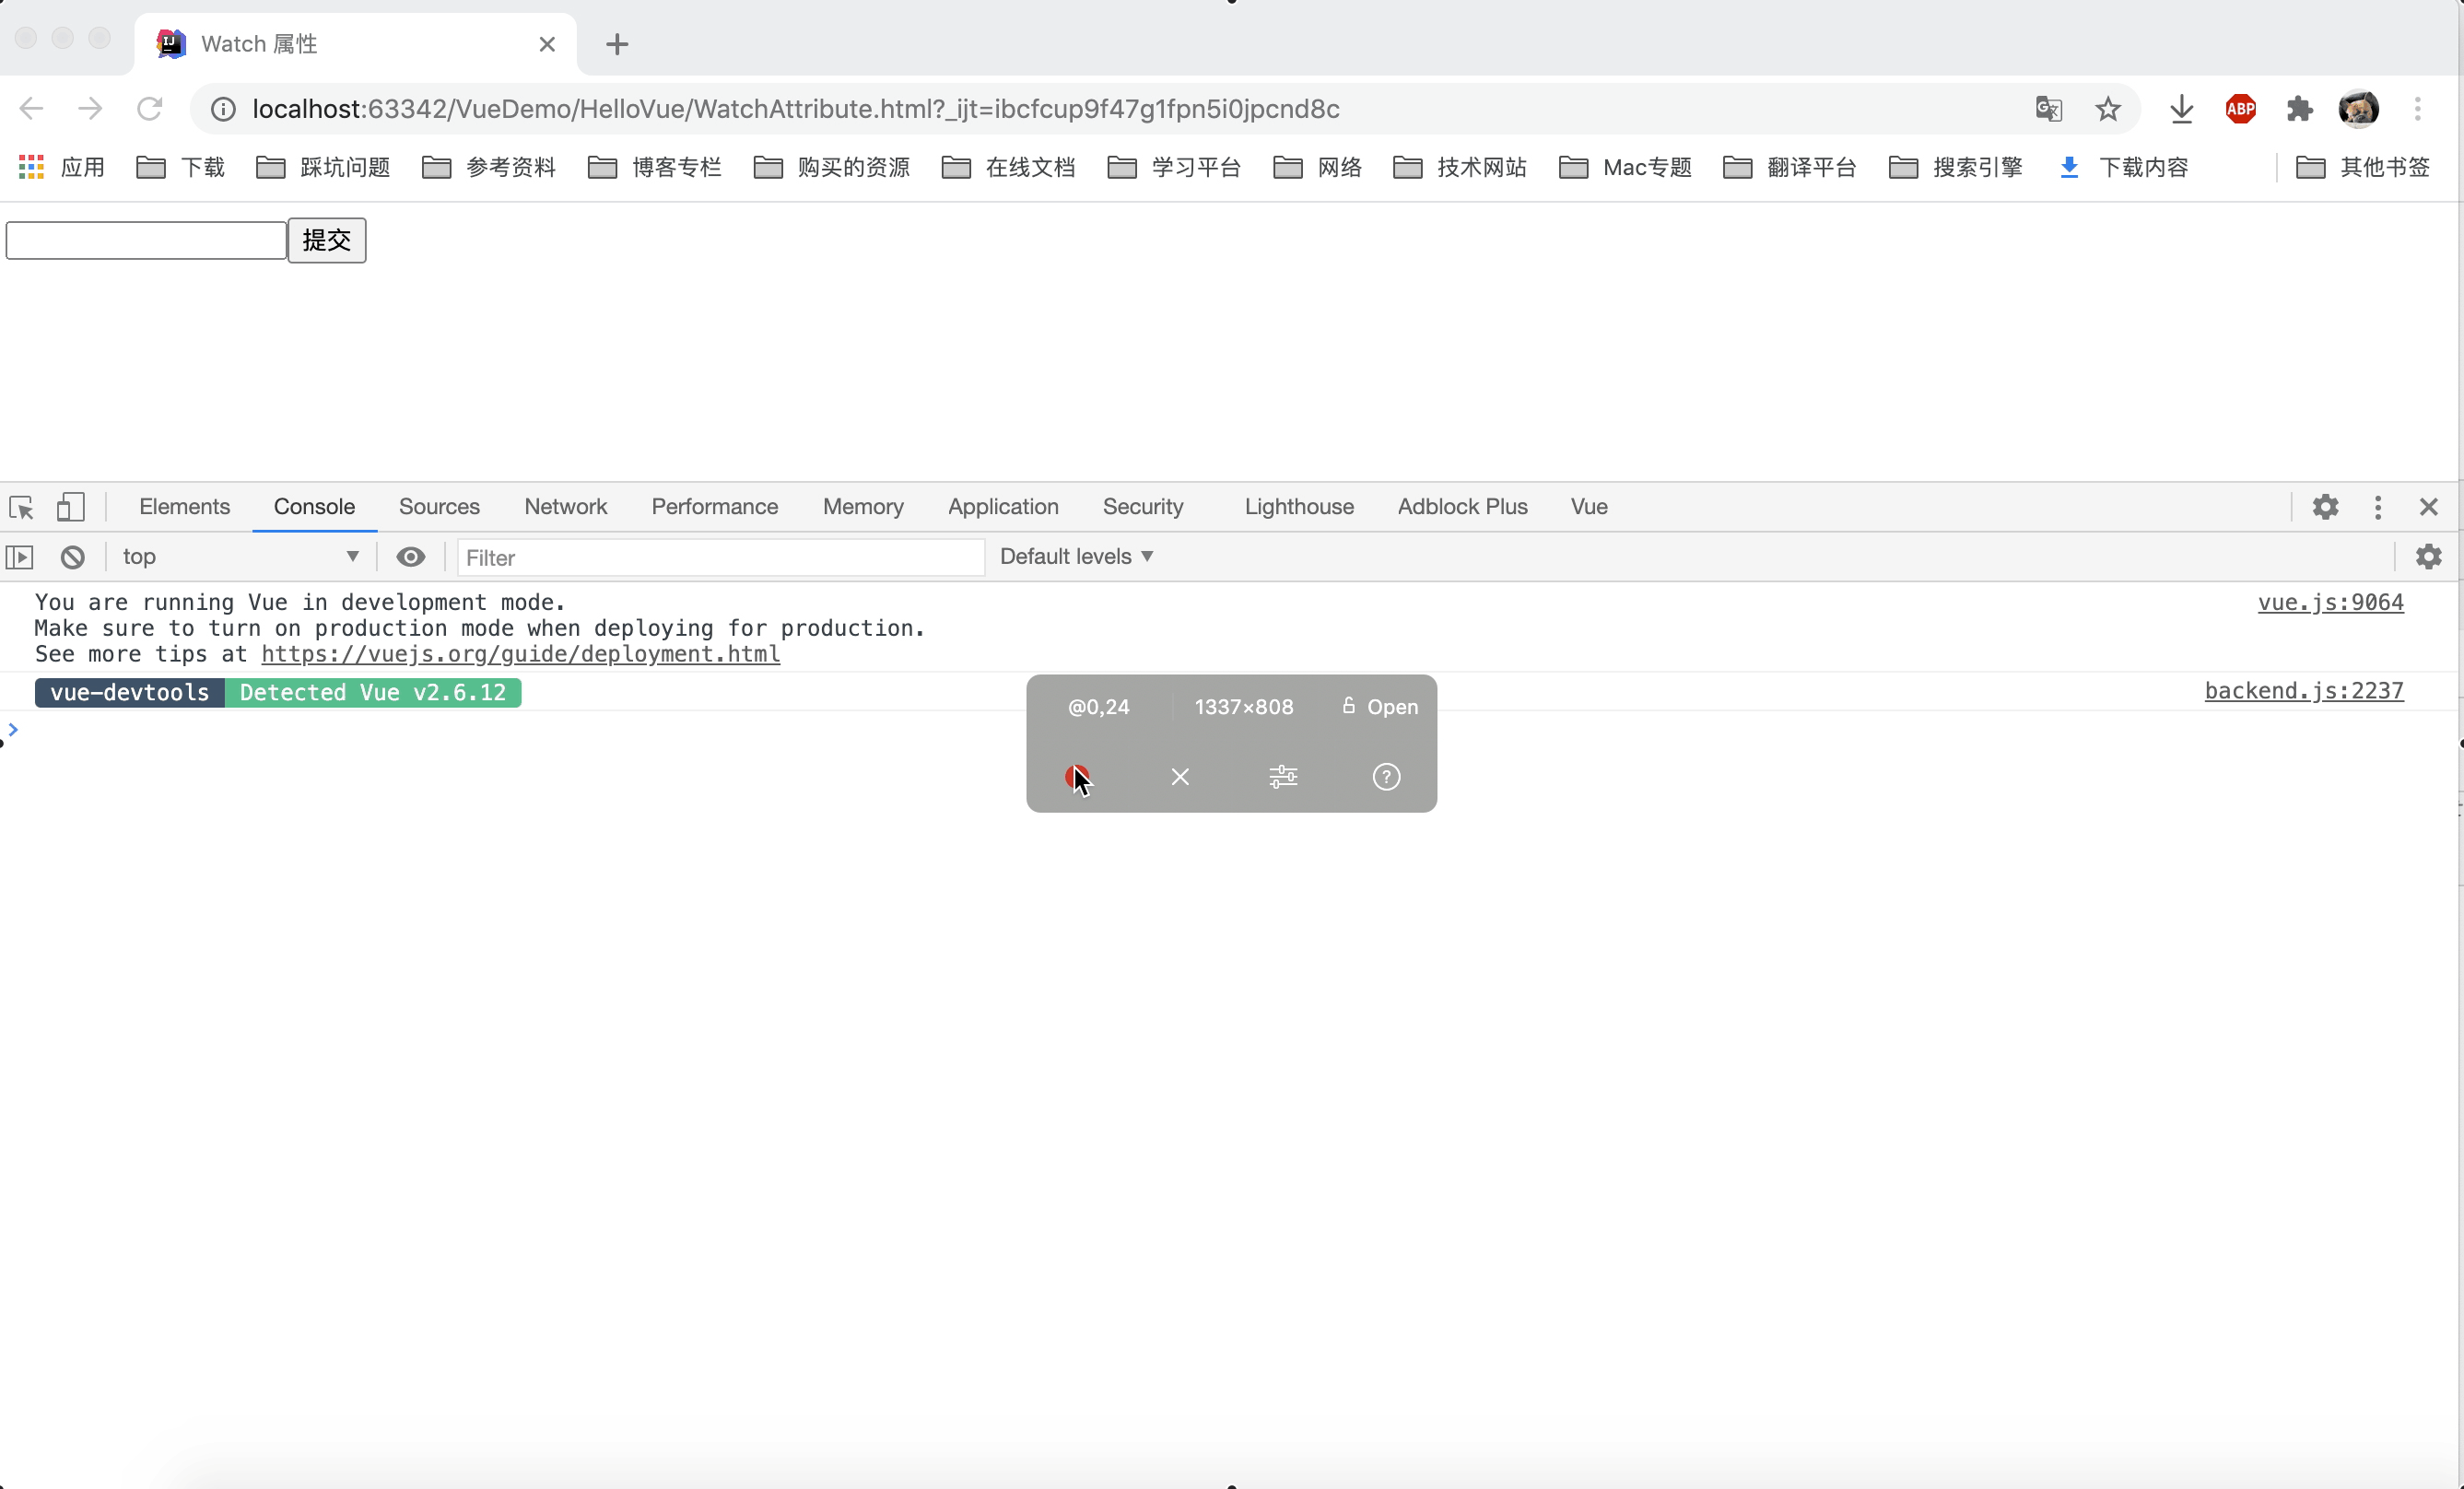 Watch 属性
localhost:63342/VueDemo/HelloVue/WatchAttribute.html?_ijt=ibcfcup9f47g1fpn5i0jpcnd8c
ABP
应用 下载 踩坑问题 参考资料 博客专栏 购买的资源 在线文档 学习平台 网络 技术网站 Mac专题 翻译平台 搜索引擎 下载内容 其他书签
提交
Elements Console Sources Network Performance Memory Application Security Lighthouse Adblock Plus Vue
top Filter Default levels
You are running Vue in development mode. vue.js:9064
Make sure to turn on production mode when deploying for production.
See more tips at https://vuejs.org/guide/deployment.html
vue-devtools Detected Vue v2.6.12 backend.js:2237
@0,24 1337×808 Open